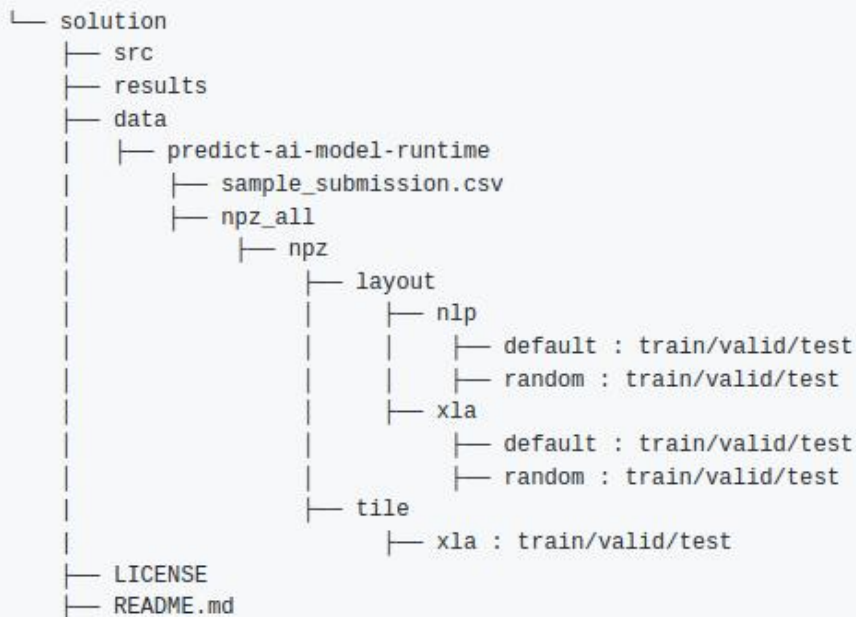 └── solution
    ├── src
    ├── results
    ├── data
    |   ├── predict-ai-model-runtime
    |       ├── sample_submission.csv
    |       ├── npz_all
    |            ├── npz
    |                 ├── layout
    |                 |     ├── nlp
    |                 |     |    ├── default : train/valid/test
    |                 |     |    ├── random : train/valid/test
    |                 |     ├── xla
    |                 |          ├── default : train/valid/test
    |                 |          ├── random : train/valid/test
    |                 ├── tile
    |                       ├── xla : train/valid/test
    ├── LICENSE
    ├── README.md